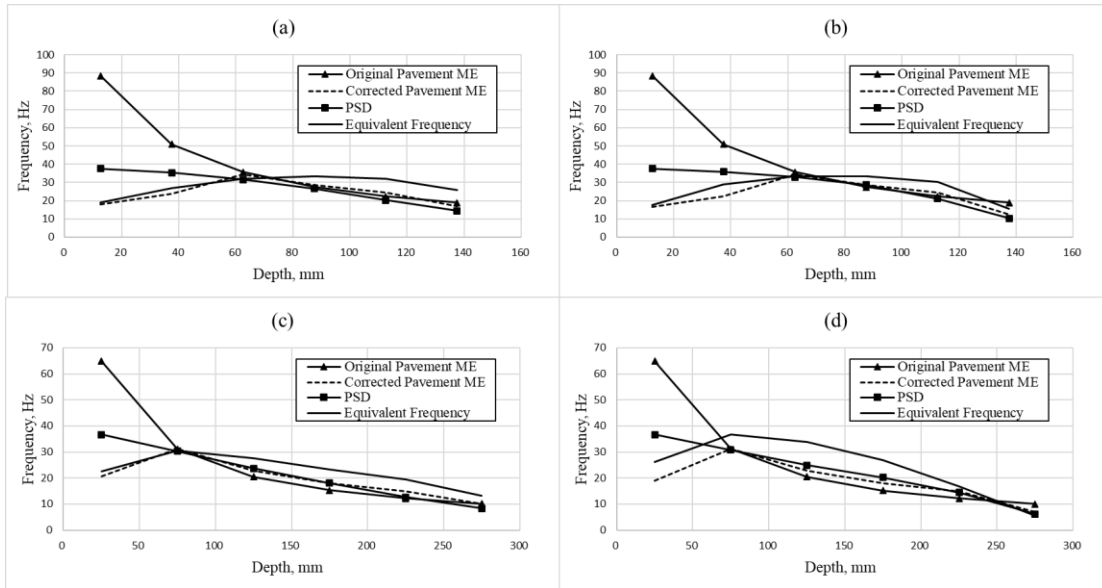 (a)
Frequency, Hz
100
90
80
70
60
50
40
30
20
10
0
Original Pavement ME
Corrected Pavement ME
PSD
Equivalent Frequency
0 20 40 60 80 100 120 140 160
Depth, mm
(b)
Frequency, Hz
100
90
80
70
60
50
40
30
20
10
0
Original Pavement ME
Corrected Pavement ME
PSD
Equivalent Frequency
0 20 40 60 80 100 120 140 160
Depth, mm
(c)
Frequency, Hz
70
60
50
40
30
20
10
0
Original Pavement ME
Corrected Pavement ME
PSD
Equivalent Frequency
0 50 100 150 200 250 300
Depth, mm
(d)
Frequency, Hz
70
60
50
40
30
20
10
0
Original Pavement ME
Corrected Pavement ME
PSD
Equivalent Frequency
0 50 100 150 200 250 300
Depth, mm